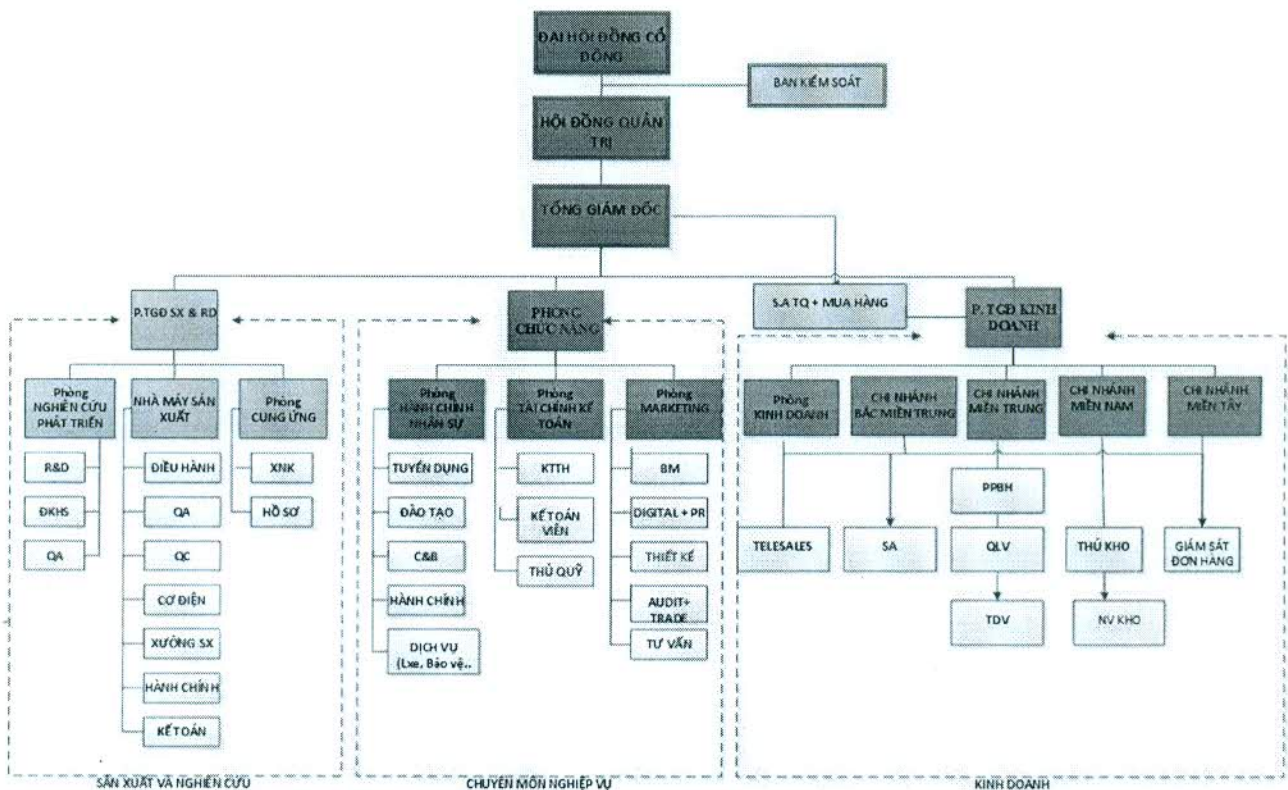 ĐẠI HỘI ĐỒNG CỔ
ĐÔNG
BAN KIỂM SOÁT
HỘI ĐỒNG QUẢN
TRỊ
TỔNG GIÁM ĐỐC
P.TGĐ SX & RD
PHÒNG
CHỨC NĂNG
S.A TQ + MUA HÀNG
P. TGĐ KINH
DOANH
Phòng
NGHIÊN CỨU
PHÁT TRIỂN
NHÀ MÁY SẢN
XUẤT
Phòng
CUNG ỨNG
Phòng
HÀNH CHÍNH
NHÂN SỰ
Phòng
TÀI CHÍNH KẾ
TOÁN
Phòng
MARKETING
Phòng
KINH DOANH
CHI NHÁNH
BẮC MIỀN TRUNG
CHI NHÁNH
MIỀN TRUNG
CHI NHÁNH
MIỀN NAM
CHI NHÁNH
MIỀN TÂY
R&D
ĐKHS
QA
ĐIỀU HÀNH
QA
QC
CƠ ĐIỆN
XƯỞNG SX
HÀNH CHÍNH
KẾ TOÁN
XNK
HỒ SƠ
TUYỂN DỤNG
ĐÀO TẠO
C&B
HÀNH CHÍNH
DỊCH VỤ
(Lxe, Bảo vệ..
KTTH
KẾ TOÁN
VIÊN
THỦ QUỸ
BM
DIGITAL + PR
THIẾT KẾ
AUDIT+
TRADE
TƯ VẤN
TELESALES
SA
PPBH
QLV
TDV
THỦ KHO
NV KHO
GIÁM SÁT
ĐƠN HÀNG
SẢN XUẤT VÀ NGHIÊN CỨU
CHUYÊN MÔN NGHIỆP VỤ
KINH DOANH